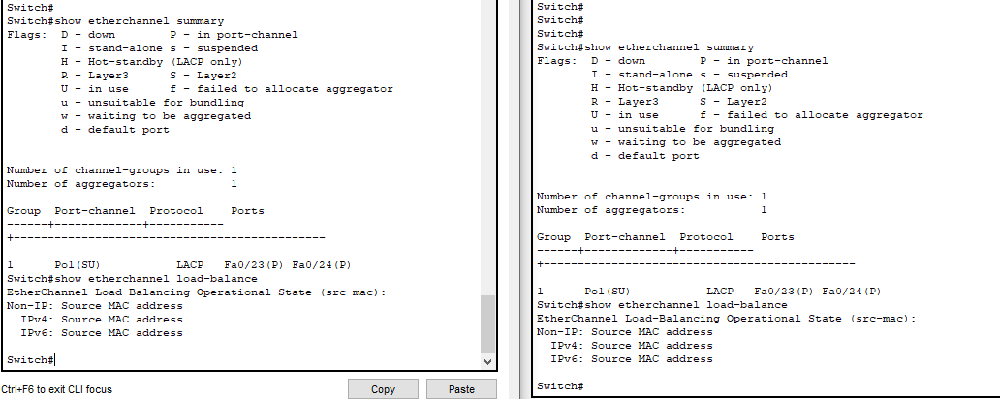 Switch#
Switch#show etherchannel summary
Flags:  D - down        P - in port-channel
        I - stand-alone s - suspended
        H - Hot-standby (LACP only)
        R - Layer3      S - Layer2
        U - in use      f - failed to allocate aggregator
        u - unsuitable for bundling
        w - waiting to be aggregated
        d - default port
Number of channel-groups in use: 1
Number of aggregators:           1
Group  Port-channel  Protocol    Ports
------+-------------+-----------
+----------------------------------------------
1      Po1(SU)           LACP   Fa0/23(P) Fa0/24(P)
Switch#show etherchannel load-balance
EtherChannel Load-Balancing Operational State (src-mac):
Non-IP: Source MAC address
  IPv4: Source MAC address
  IPv6: Source MAC address
Switch#
Ctrl+F6 to exit CLI focus
Copy
Paste
Switch#
Switch#
Switch#
Switch#show etherchannel summary
Flags:  D - down        P - in port-channel
        I - stand-alone s - suspended
        H - Hot-standby (LACP only)
        R - Layer3      S - Layer2
        U - in use      f - failed to allocate aggregator
        u - unsuitable for bundling
        w - waiting to be aggregated
        d - default port
Number of channel-groups in use: 1
Number of aggregators:           1
Group  Port-channel  Protocol    Ports
------+-------------+-----------
+----------------------------------------------
1      Po1(SU)           LACP   Fa0/23(P) Fa0/24(P)
Switch#show etherchannel load-balance
EtherChannel Load-Balancing Operational State (src-mac):
Non-IP: Source MAC address
  IPv4: Source MAC address
  IPv6: Source MAC address
Switch#